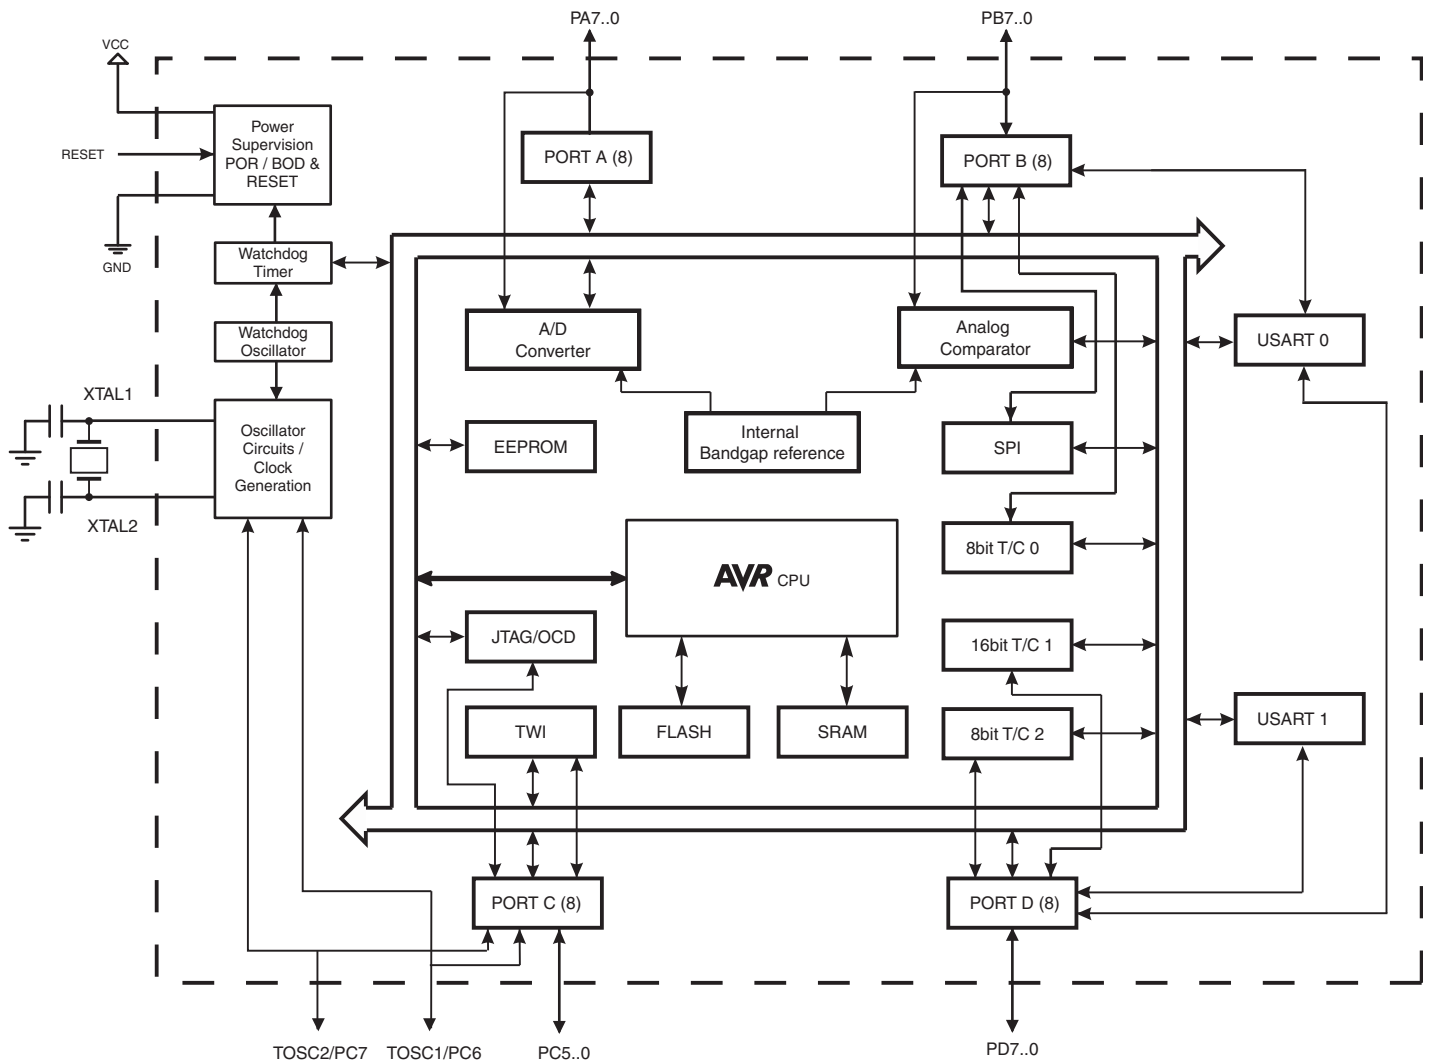 PA7..0
PB7..0
VCC
Power
Supervision
POR / BOD &
RESET
RESET
GND
PORT A (8)
PORT B (8)
Watchdog
Timer
Watchdog
Oscillator
A/D
Converter
Analog
Comparator
USART 0
XTAL1
Oscillator
Circuits /
Clock
Generation
XTAL2
EEPROM
Internal
Bandgap reference
SPI
8bit T/C 0
AVR CPU
JTAG/OCD
16bit T/C 1
TWI
FLASH
SRAM
8bit T/C 2
USART 1
PORT C (8)
PORT D (8)
TOSC2/PC7
TOSC1/PC6
PC5..0
PD7..0